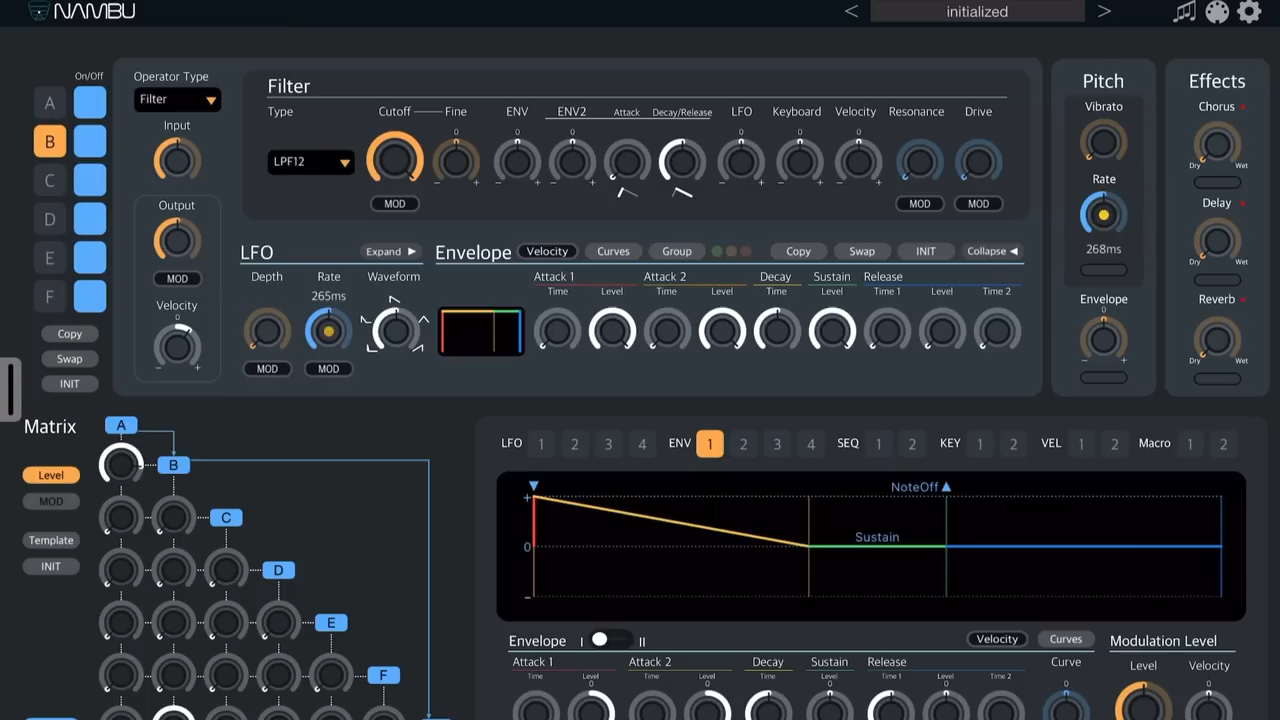 NAMBU
< initialized >
On/Off
A
B
C
D
E
F
Copy
Swap
INIT
Operator Type
Filter
Input
Output
MOD
Velocity
0
− +
Filter
Type Cutoff Fine ENV ENV2 Attack Decay/Release LFO Keyboard Velocity Resonance Drive
0 0 0 0 0 0
LPF12
− + − + − + − + − + − +
MOD MOD MOD
LFO Expand
Depth Rate Waveform
265ms
MOD MOD
Envelope Velocity Curves Group Copy Swap INIT Collapse
Attack 1 Attack 2 Decay Sustain Release
Time Level Time Level Time Level Time 1 Level Time 2
Pitch
Vibrato
Rate
268ms
Envelope
0
− +
Effects
Chorus
Dry Wet
Delay
Dry Wet
Reverb
Dry Wet
Matrix
Level
MOD
Template
INIT
A
B
C
D
E
F
LFO 1 2 3 4 ENV 1 2 3 4 SEQ 1 2 KEY 1 2 VEL 1 2 Macro 1 2
NoteOff
+
Sustain
0
−
Envelope I II Velocity Curves
Attack 1 Attack 2 Decay Sustain Release Curve
Time Level Time Level Time Level Time 1 Level Time 2
0 0 0 0 0 0 0
Modulation Level
Level Velocity
0